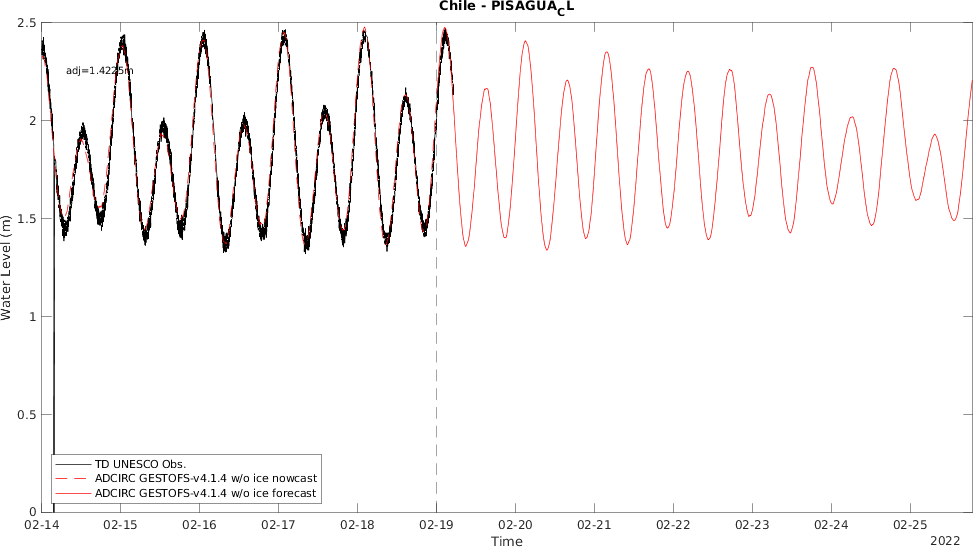 Chile - PISAGUA_CL
2.5
adj=1.4225m
2
1.5
1
0.5
0
Water Level (m)
TD UNESCO Obs.
ADCIRC GESTOFS-v4.1.4 w/o ice nowcast
ADCIRC GESTOFS-v4.1.4 w/o ice forecast
02-14 02-15 02-16 02-17 02-18 02-19 02-20 02-21 02-22 02-23 02-24 02-25
Time
2022